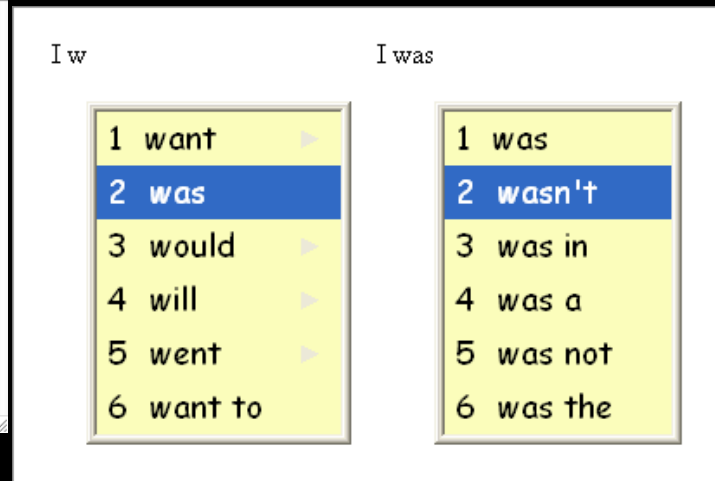 I w
1 want
2 was
3 would
4 will
5 went
6 want to
I was
1 was
2 wasn't
3 was in
4 was a
5 was not
6 was the